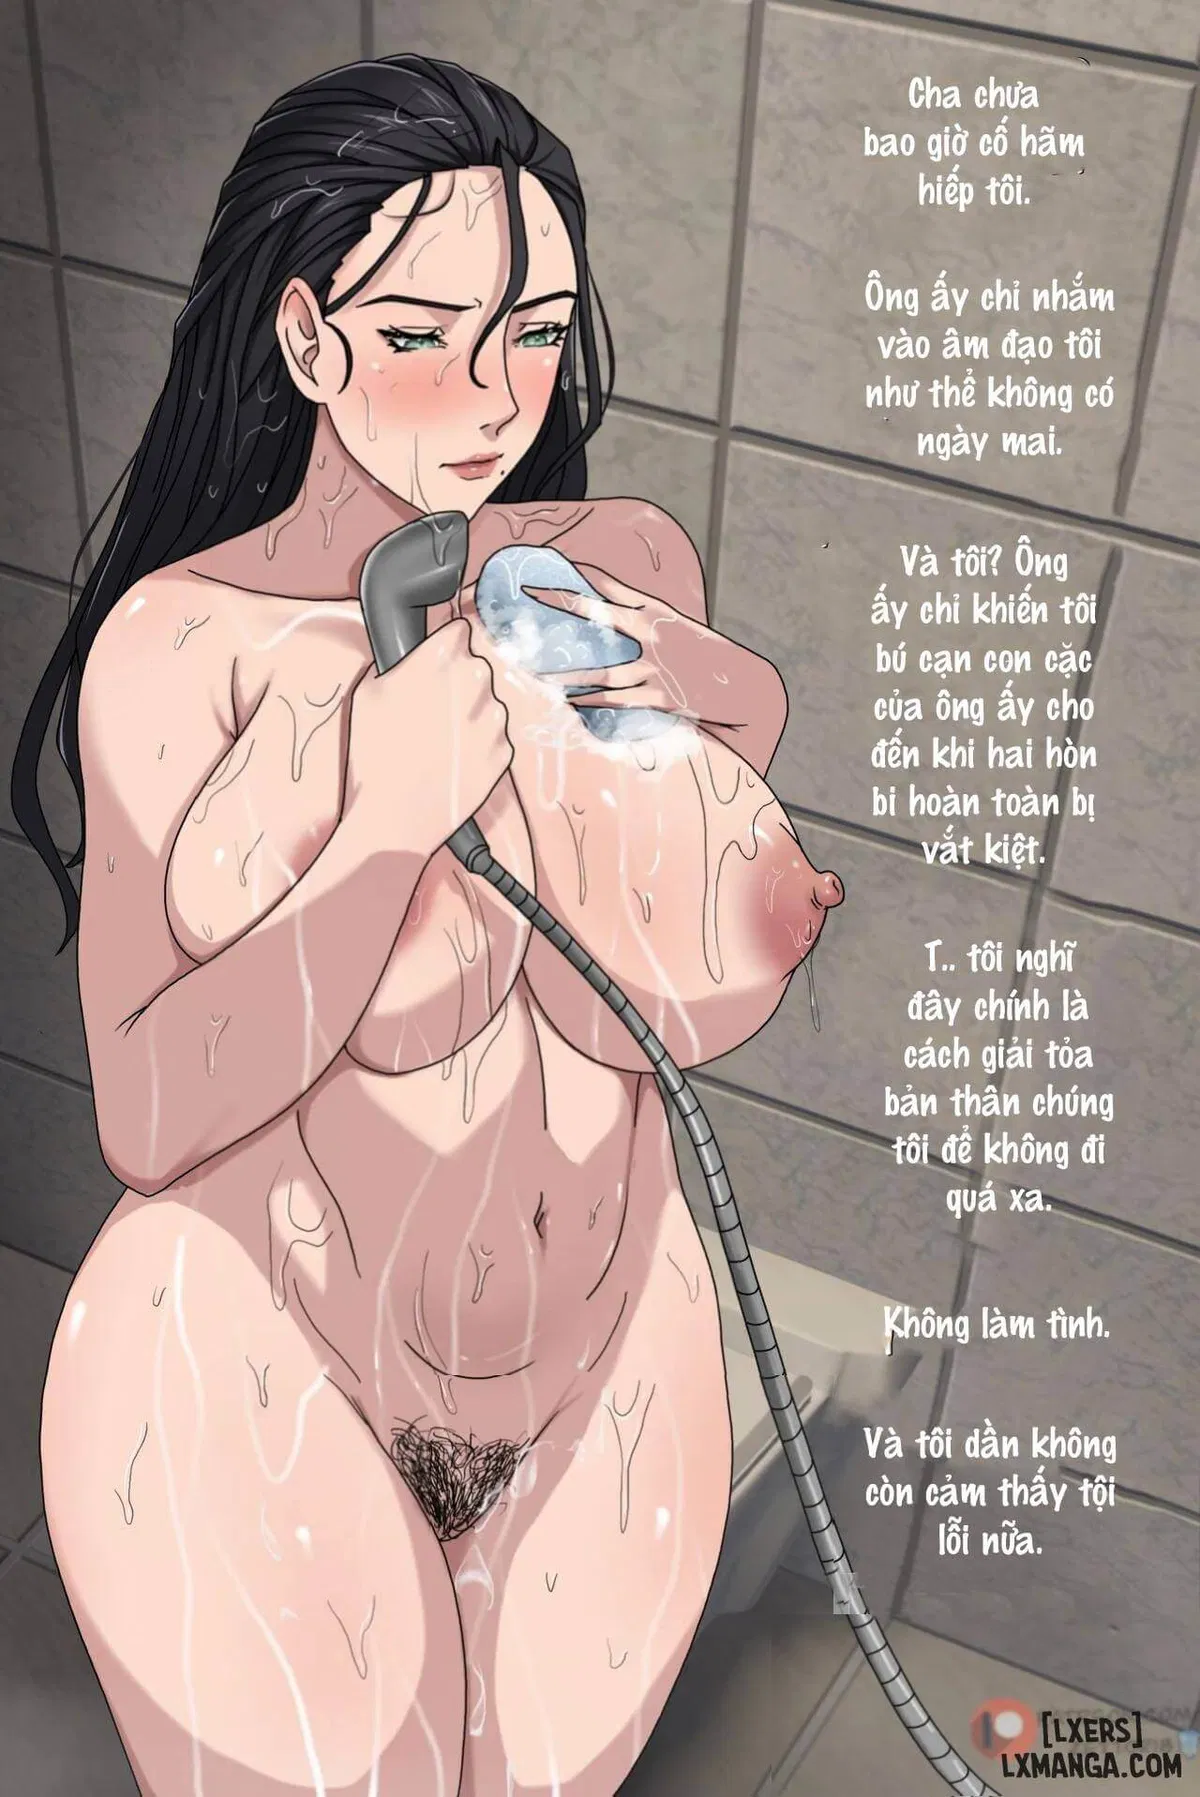 Cha chưa
bao giờ cố hãm
hiếp tôi.
Ông ấy chỉ nhắm
vào âm đạo tôi
như thể không có
ngày mai.
Và tôi? Ông
ấy chỉ khiến tôi
bú cạn con cặc
của ông ấy cho
đến khi hai hòn
bi hoàn toàn bị
vắt kiệt.
T.. tôi nghĩ
đây chính là
cách giải tỏa
bản thân chúng
tôi để không đi
quá xa.
Không làm tình.
Và tôi dần không
còn cảm thấy tội
lỗi nữa.
[LXERS]
LXMANGA.COM